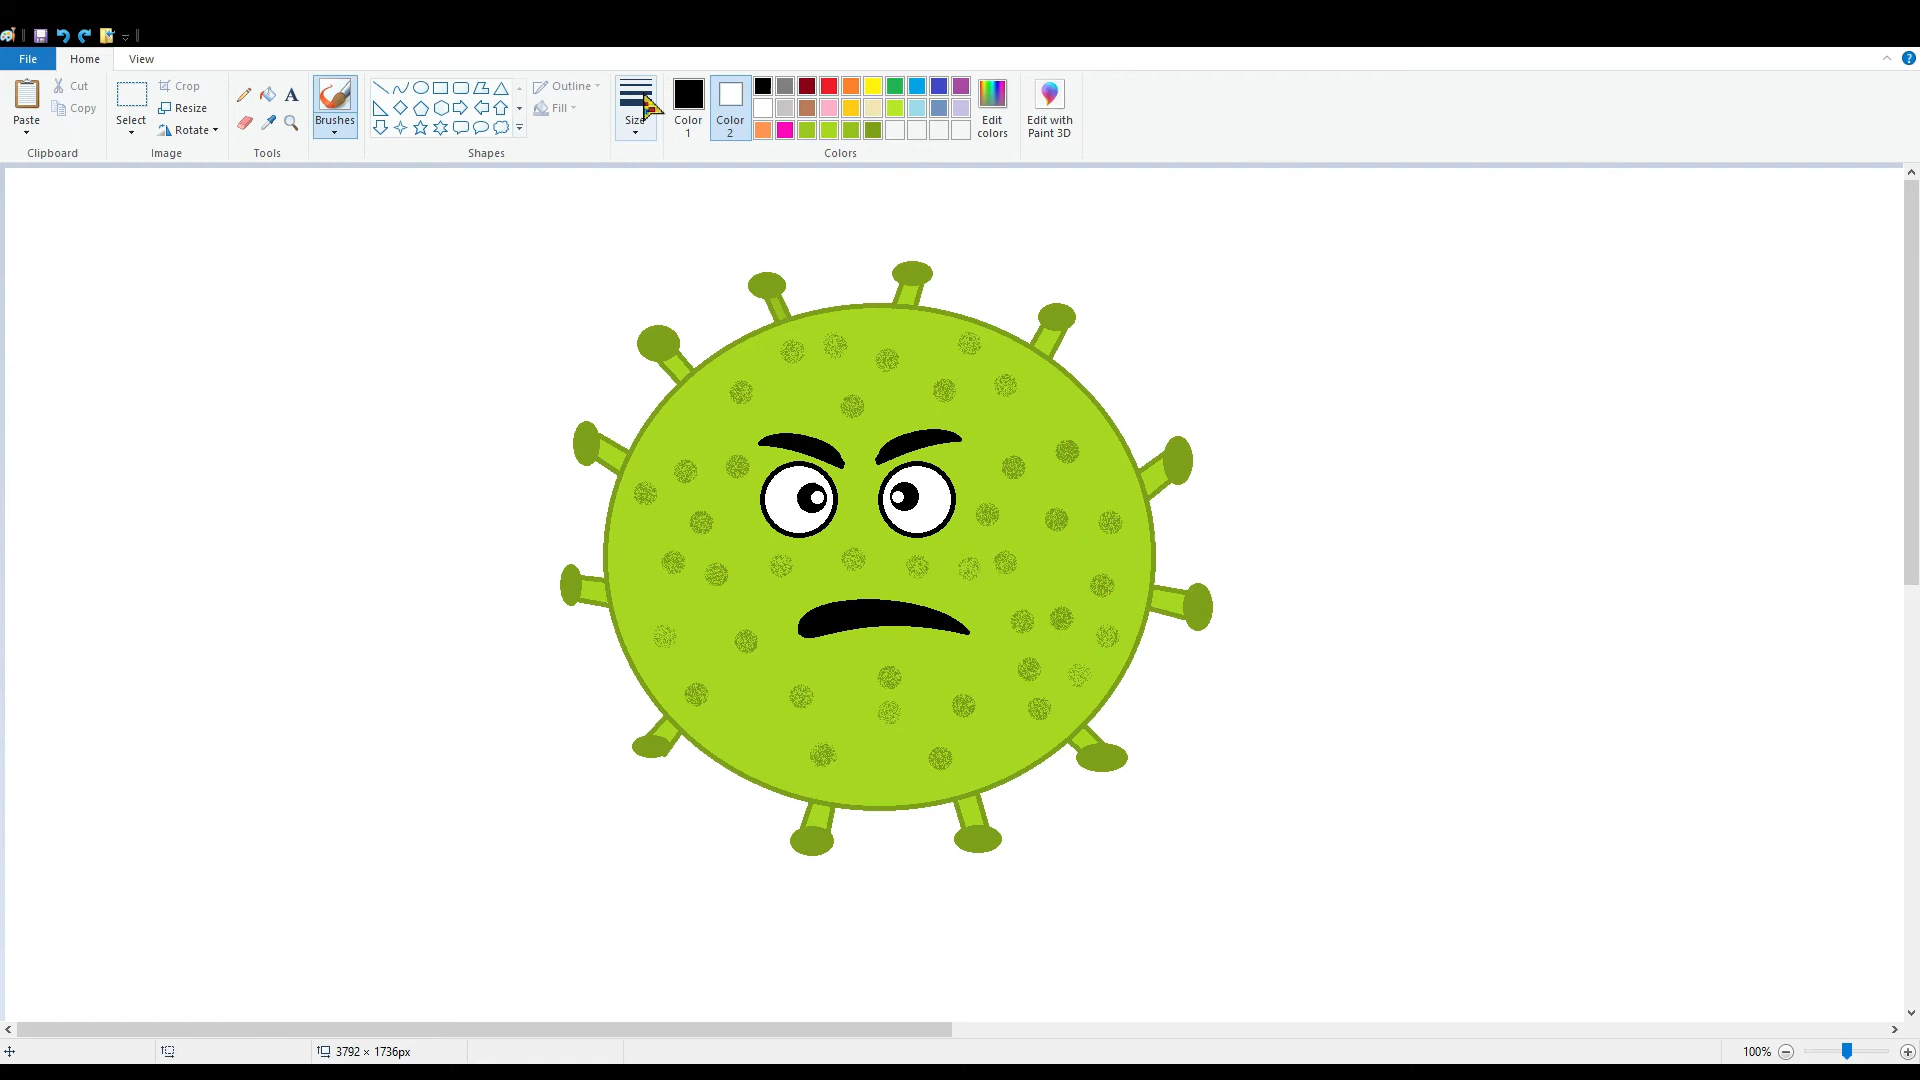 File Home View
Paste
Cut
Copy
Clipboard
Select
Crop
Resize
Rotate
Image
A
Tools
Brushes
Outline
Fill
Shapes
Size
Color
1
Color
2
Edit
colors
Colors
Edit with
Paint 3D
?
3792 × 1736px
100%